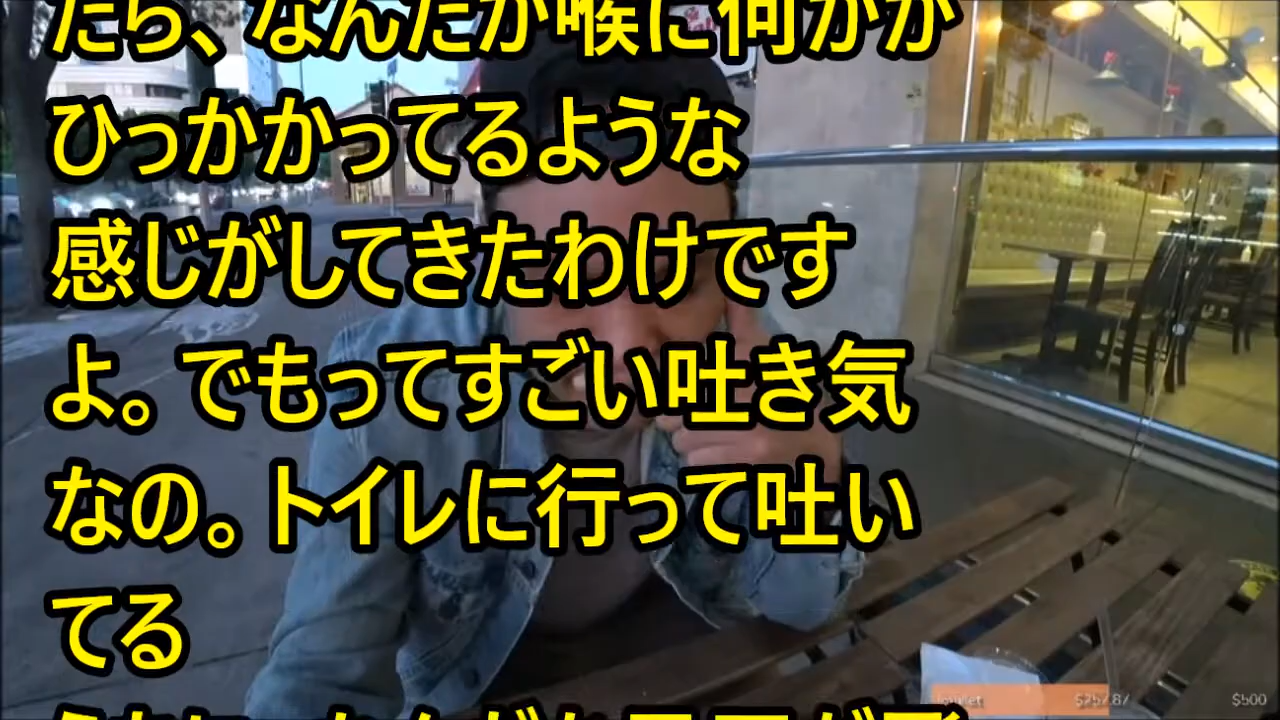 たら、なんだか喉に何かが
ひっかかってるような
感じがしてきたわけです
よ。でもってすごい吐き気
なの。トイレに行って吐い
てる
$257.87
$500